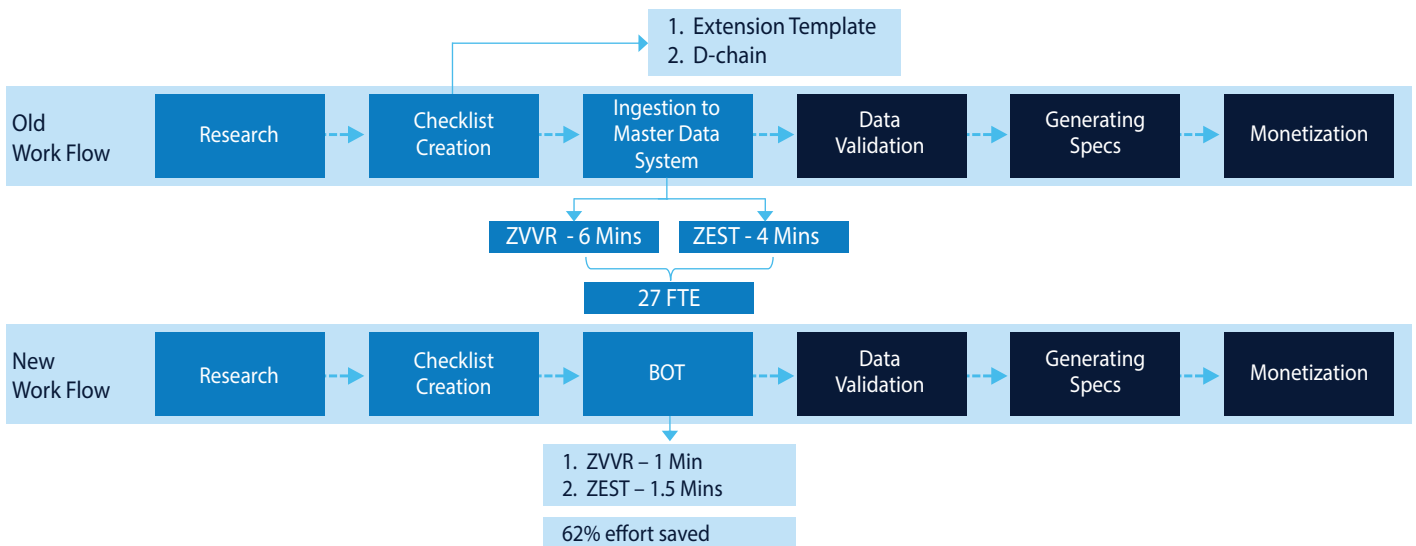 1. Extension Template
2. D-chain
Old
Work Flow
Research
Checklist
Creation
Ingestion to
Master Data
System
Data
Validation
Generating
Specs
Monetization
ZVVR - 6 Mins
ZEST - 4 Mins
27 FTE
New
Work Flow
Research
Checklist
Creation
BOT
Data
Validation
Generating
Specs
Monetization
1. ZVVR – 1 Min
2. ZEST – 1.5 Mins
62% effort saved